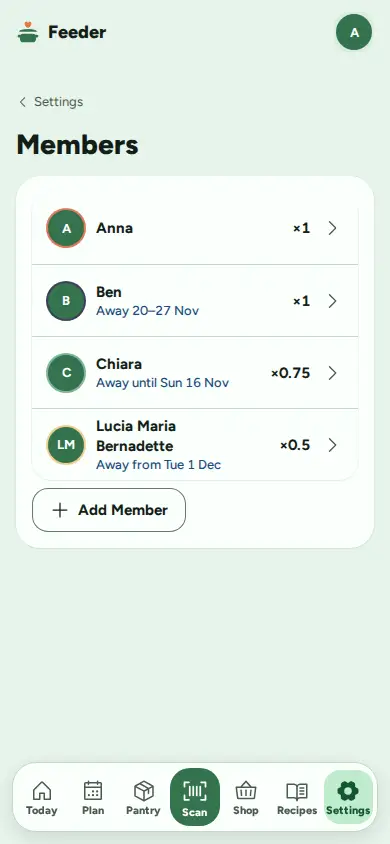 Feeder
A
Settings
Members
A
Anna
×1
B
Ben
Away 20–27 Nov
×1
C
Chiara
Away until Sun 16 Nov
×0.75
LM
Lucia Maria
Bernadette
Away from Tue 1 Dec
×0.5
Add Member
Today
Plan
Pantry
Scan
Shop
Recipes
Settings